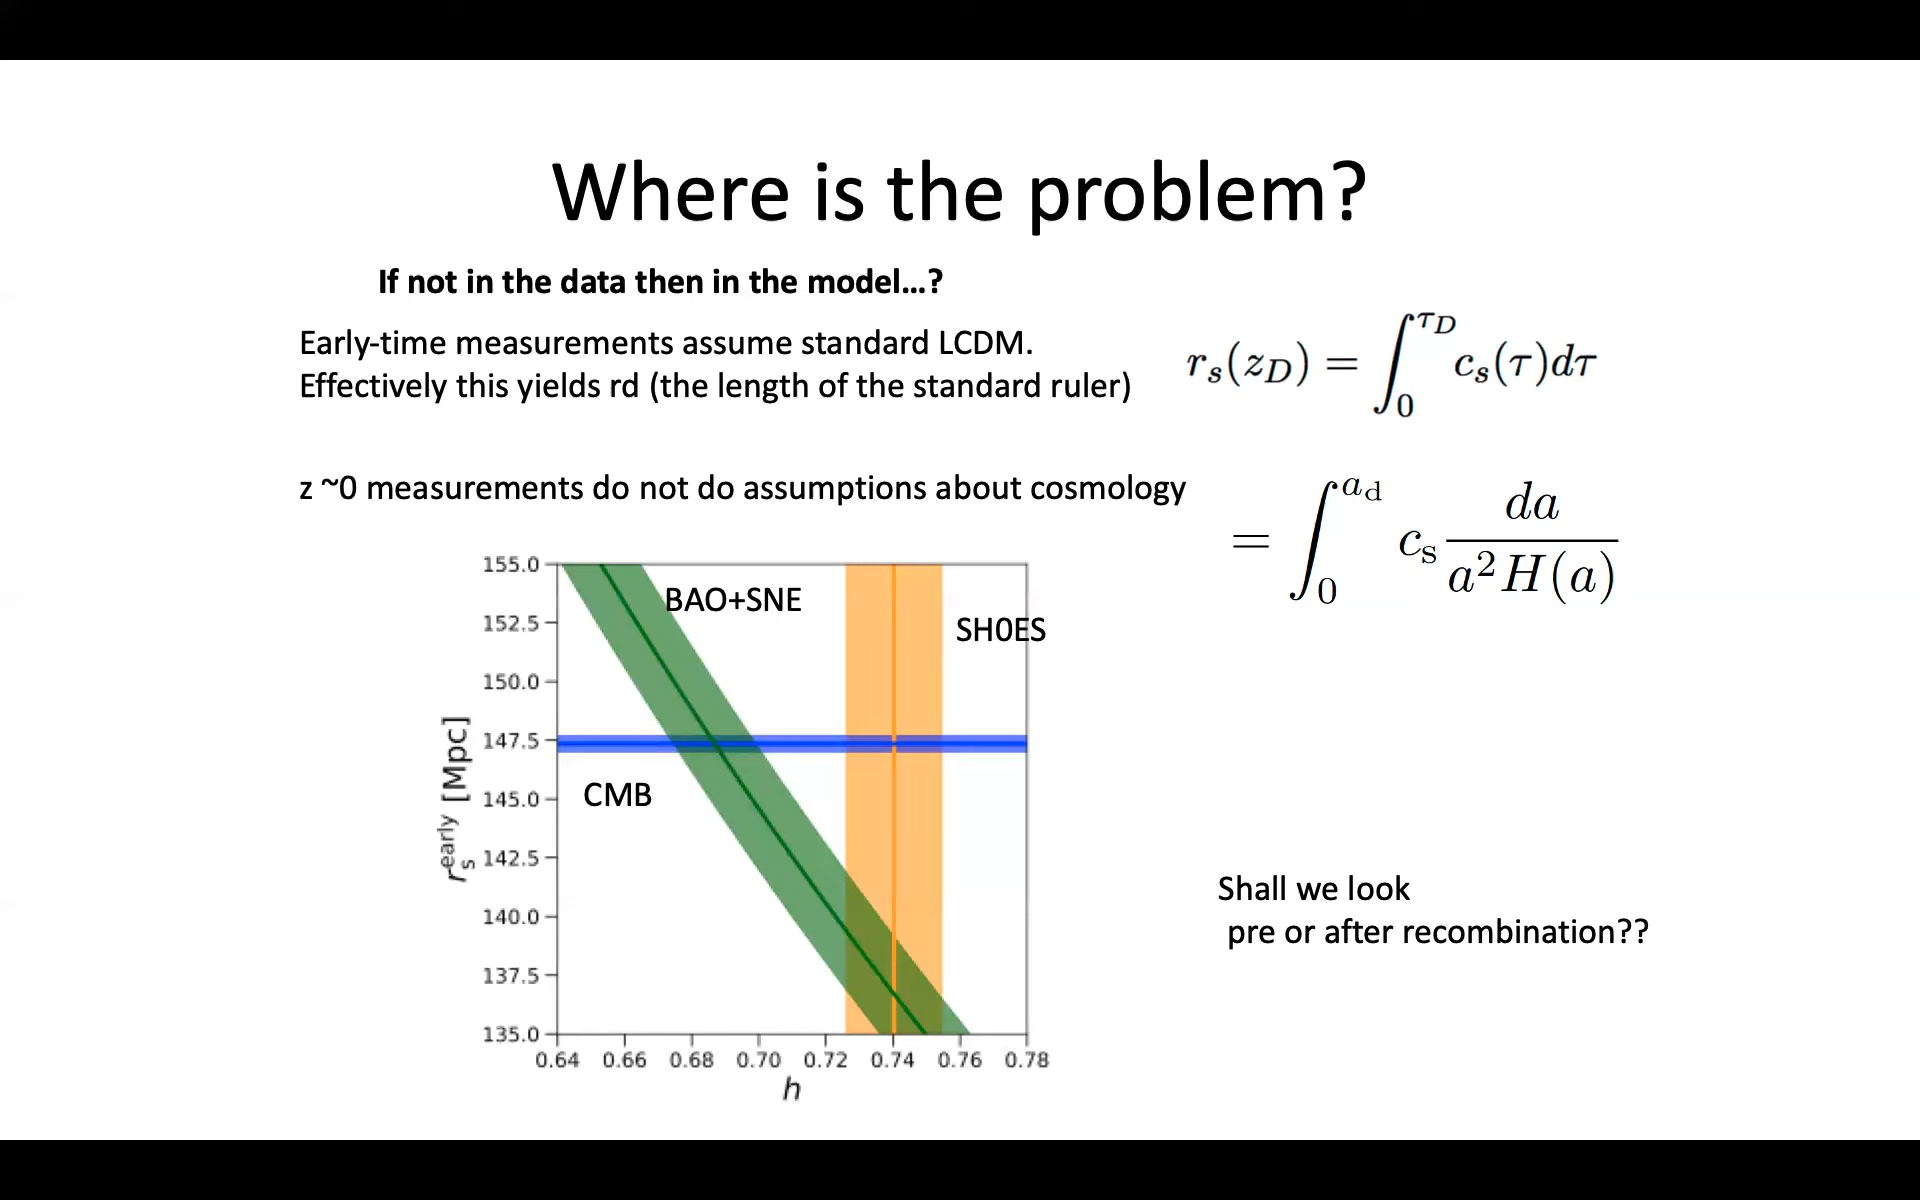 Where is the problem?
If not in the data then in the model...?
Early-time measurements assume standard LCDM.
Effectively this yields rd (the length of the standard ruler)
r_s(z_D) = ∫_0^{τ_D} c_s(τ)dτ
z ~0 measurements do not do assumptions about cosmology
= ∫_0^{a_d} c_s da / a^2 H(a)
155.0
152.5
150.0
147.5
145.0
142.5
140.0
137.5
135.0
r_s^{early} [Mpc]
BAO+SNE
SH0ES
CMB
0.64 0.66 0.68 0.70 0.72 0.74 0.76 0.78
h
Shall we look
pre or after recombination??